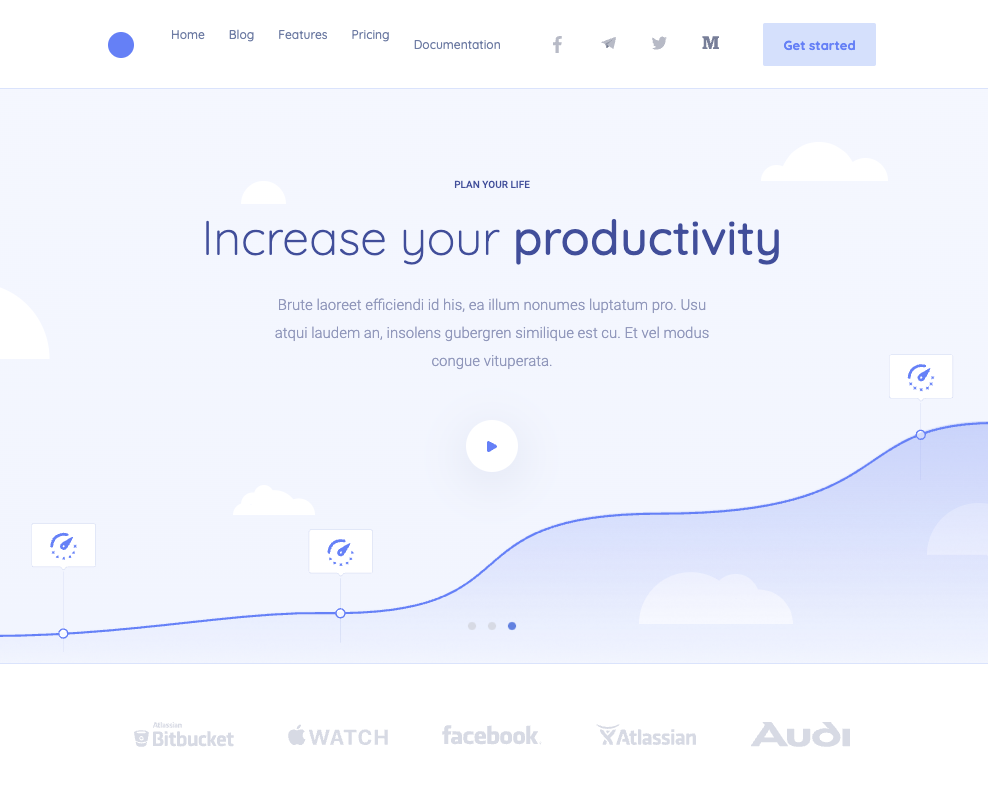 Home Blog Features Pricing Documentation M Get started
PLAN YOUR LIFE
Increase your productivity
Brute laoreet efficiendi id his, ea illum nonumes luptatum pro. Usu
atqui laudem an, insolens gubergren similique est cu. Et vel modus
congue vituperata.
Atlassian
Bitbucket WATCH facebook Atlassian Audi